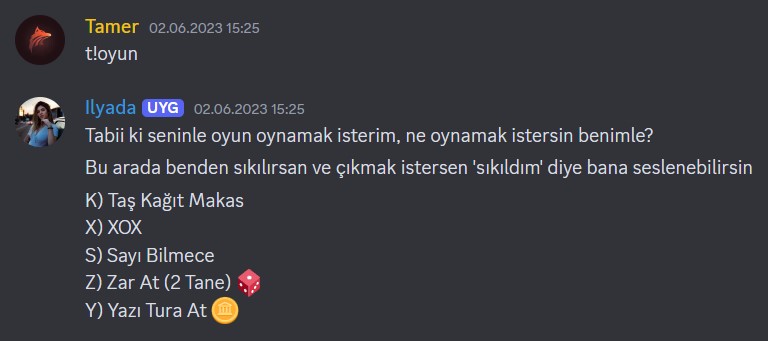 Tamer 02.06.2023 15:25
t!oyun
Ilyada UYG 02.06.2023 15:25
Tabii ki seninle oyun oynamak isterim, ne oynamak istersin benimle?
Bu arada benden sıkılırsan ve çıkmak istersen 'sıkıldım' diye bana seslenebilirsin
K) Taş Kağıt Makas
X) XOX
S) Sayı Bilmece
Z) Zar At (2 Tane)
Y) Yazı Tura At